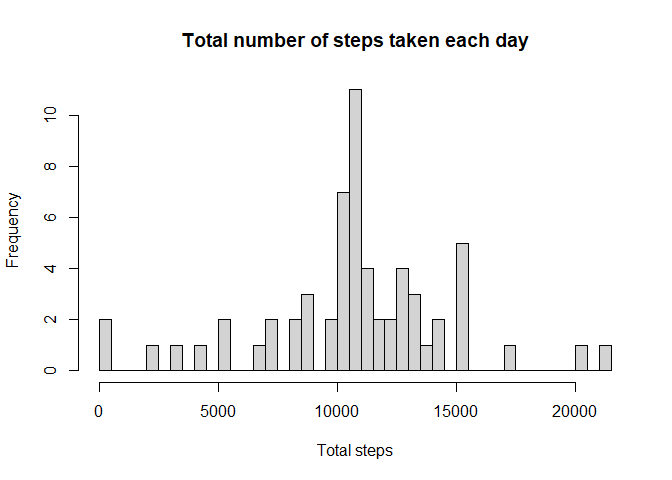 Total number of steps taken each day
Frequency
10
8
6
4
2
0
0 5000 10000 15000 20000
Total steps